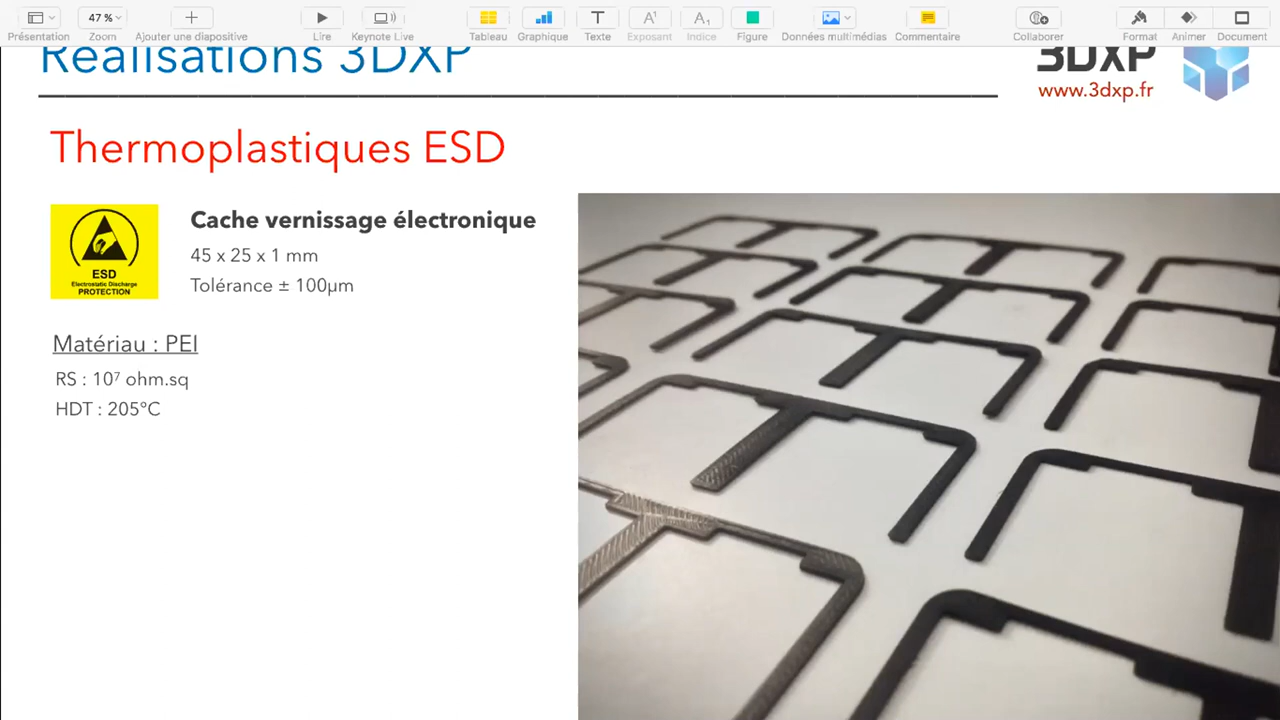 47 %
Présentation
Zoom
Ajouter une diapositive
Lire
Keynote Live
Tableau
Graphique
Texte
Exposant
Indice
Figure
Données multimédias
Commentaire
Collaborer
Format
Animer
Document
Réalisations 3DXP
3DXP
www.3dxp.fr
Thermoplastiques ESD
ESD
Electrostatic Discharge
PROTECTION
Cache vernissage électronique
45 x 25 x 1 mm
Tolérance ± 100µm
Matériau : PEI
RS : 10⁷ ohm.sq
HDT : 205°C